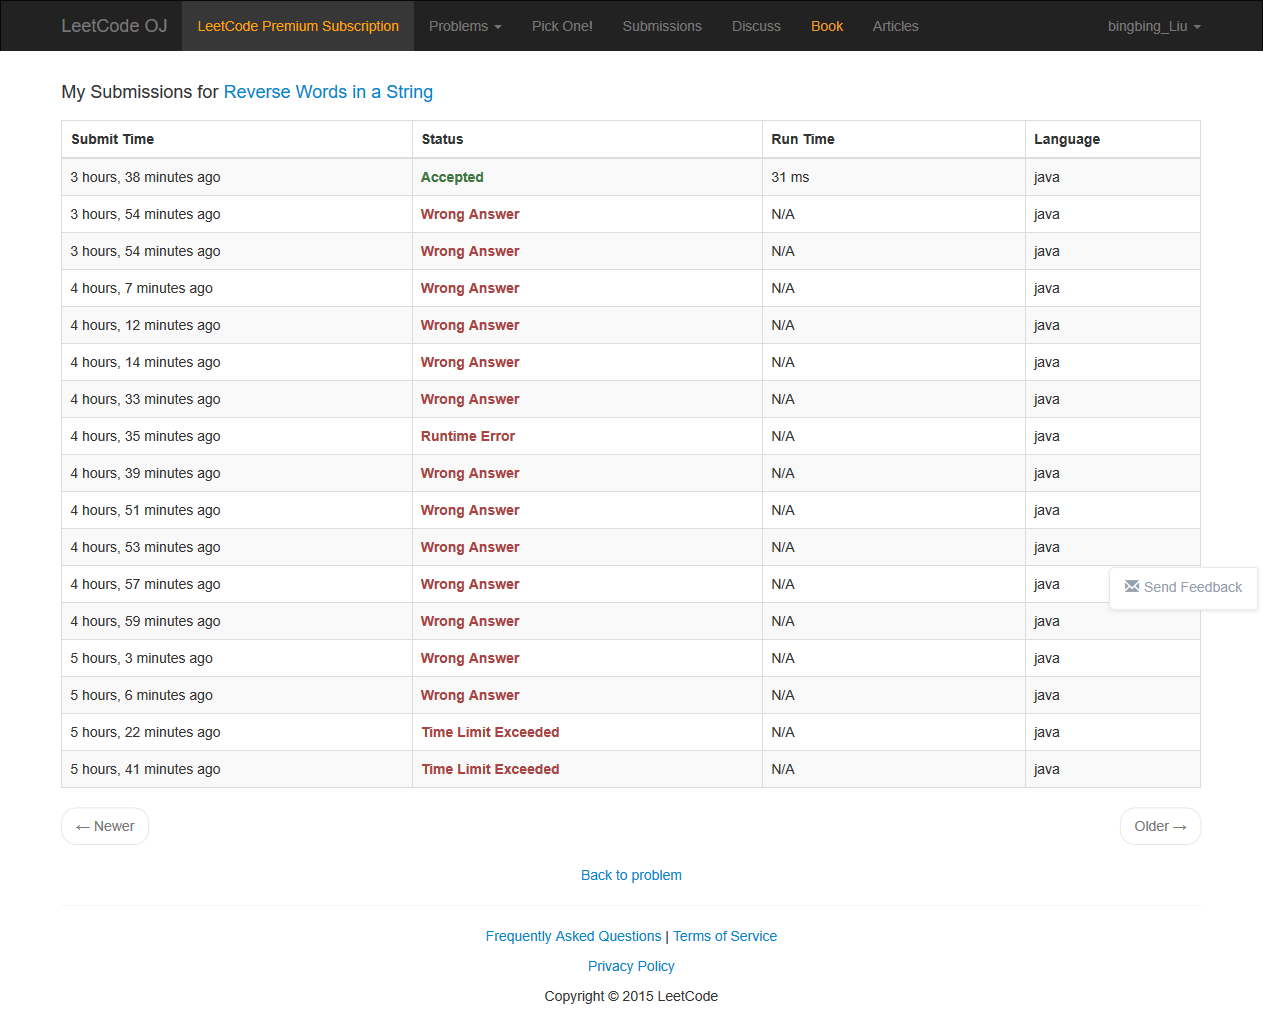 LeetCode OJ LeetCode Premium Subscription Problems Pick One! Submissions Discuss Book Articles bingbing_Liu
My Submissions for Reverse Words in a String
Submit Time Status Run Time Language
3 hours, 38 minutes ago Accepted 31 ms java
3 hours, 54 minutes ago Wrong Answer N/A java
3 hours, 54 minutes ago Wrong Answer N/A java
4 hours, 7 minutes ago Wrong Answer N/A java
4 hours, 12 minutes ago Wrong Answer N/A java
4 hours, 14 minutes ago Wrong Answer N/A java
4 hours, 33 minutes ago Wrong Answer N/A java
4 hours, 35 minutes ago Runtime Error N/A java
4 hours, 39 minutes ago Wrong Answer N/A java
4 hours, 51 minutes ago Wrong Answer N/A java
4 hours, 53 minutes ago Wrong Answer N/A java
4 hours, 57 minutes ago Wrong Answer N/A java
Send Feedback
4 hours, 59 minutes ago Wrong Answer N/A java
5 hours, 3 minutes ago Wrong Answer N/A java
5 hours, 6 minutes ago Wrong Answer N/A java
5 hours, 22 minutes ago Time Limit Exceeded N/A java
5 hours, 41 minutes ago Time Limit Exceeded N/A java
← Newer Older →
Back to problem
Frequently Asked Questions | Terms of Service
Privacy Policy
Copyright © 2015 LeetCode